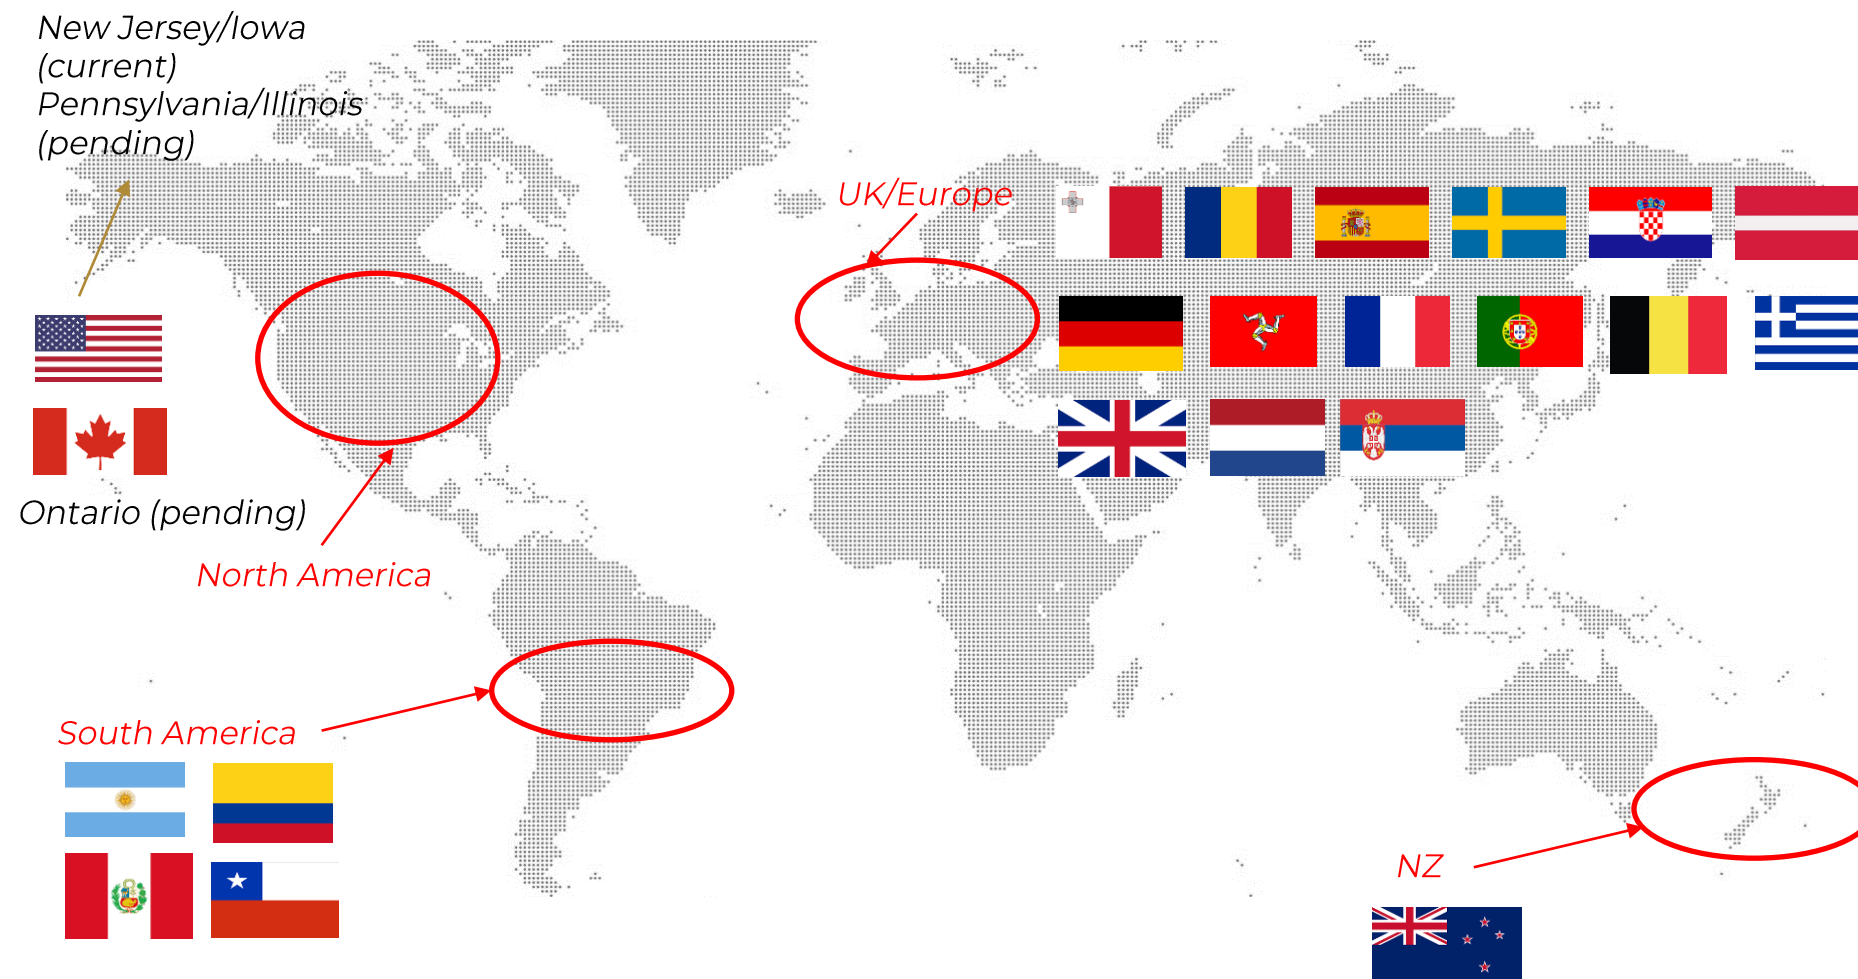 New Jersey/Iowa
(current)
Pennsylvania/Illinois
(pending)
UK/Europe
Ontario (pending)
North America
South America
NZ